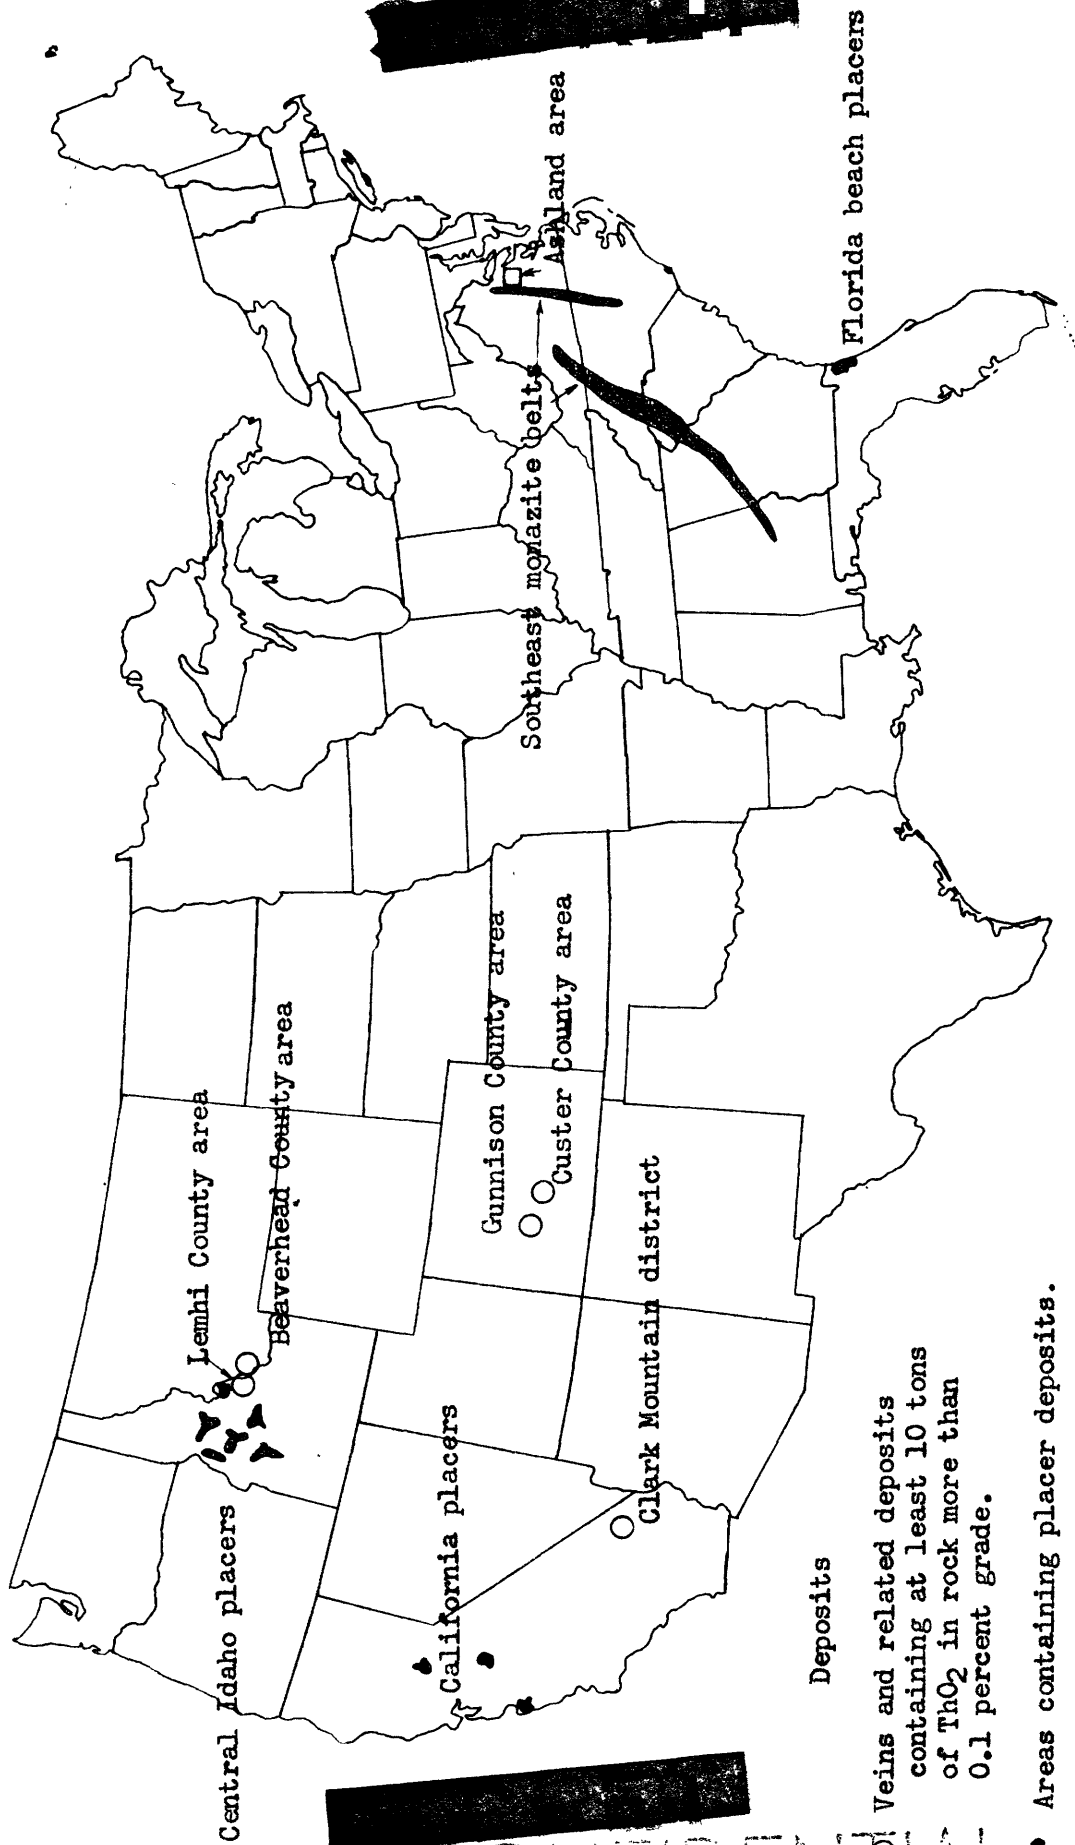 Central Idaho placers
Lemhi County area
Beaverhead County area
California placers
Gunnison County area
Custer County area
Clark Mountain district
Southeast monazite belts
Ashland area
Florida beach placers
Deposits
Veins and related deposits
containing at least 10 tons
of ThO2 in rock more than
0.1 percent grade.
Areas containing placer deposits.